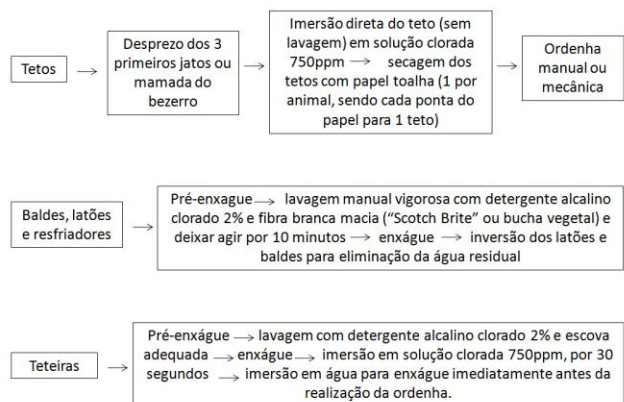 Tetos
Desprezo dos 3
primeiros jatos ou
mamada do
bezerro
Imersão direta do teto (sem
lavagem) em solução clorada
750ppm → secagem dos
tetos com papel toalha (1 por
animal, sendo cada ponta do
papel para 1 teto)
Ordenha
manual ou
mecânica
Baldes, latões
e resfriadores
Pré-enxague → lavagem manual vigorosa com detergente alcalino
clorado 2% e fibra branca macia (“Scotch Brite” ou bucha vegetal) e
deixar agir por 10 minutos → enxágue → inversão dos latões e
baldes para eliminação da água residual
Teteiras
Pré-enxágue → lavagem com detergente alcalino clorado 2% e escova
adequada → enxágue → imersão em solução clorada 750ppm, por 30
segundos → imersão em água para enxágue imediatamente antes da
realização da ordenha.